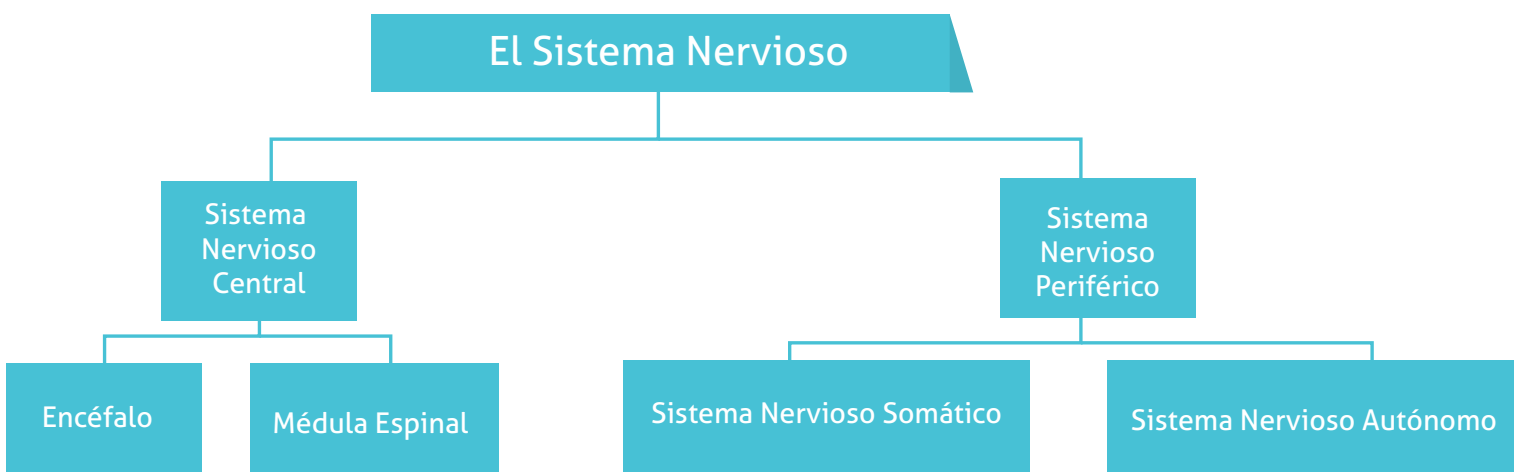 El Sistema Nervioso
Sistema
Nervioso
Central
Sistema
Nervioso
Periférico
Encéfalo
Médula Espinal
Sistema Nervioso Somático
Sistema Nervioso Autónomo